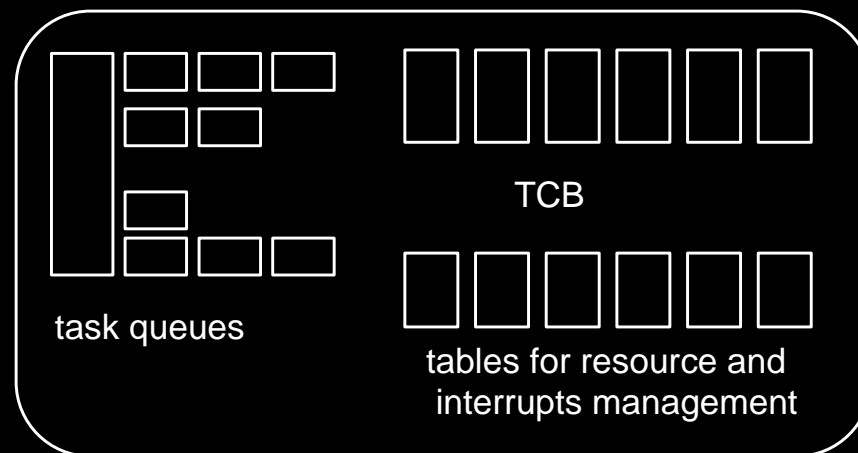 TCB
task queues
tables for resource and
interrupts management